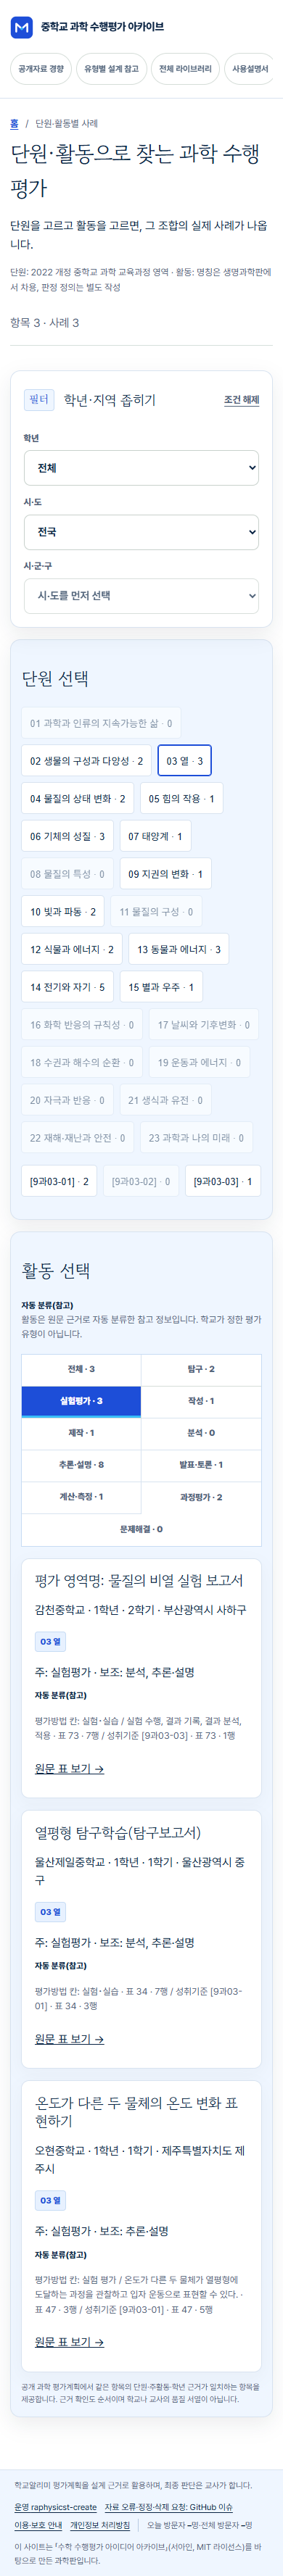 중학교 과학 수행평가 아카이브
공개자료 경향
유형별 설계 참고
전체 라이브러리
사용설명서
홈 / 단원·활동별 사례
단원·활동으로 찾는 과학 수행
평가
단원을 고르고 활동을 고르면, 그 조합의 실제 사례가 나옵
니다.
단원: 2022 개정 중학교 과학 교육과정 영역 · 활동: 명칭은 생명과학판에
서 차용, 판정 정의는 별도 작성
항목 3 · 사례 3
필터 학년·지역 좁히기 조건 해제
학년
전체
시·도
전국
시·군·구
시·도를 먼저 선택
단원 선택
01 과학과 인류의 지속가능한 삶 · 0
02 생물의 구성과 다양성 · 2
03 열 · 3
04 물질의 상태 변화 · 2
05 힘의 작용 · 1
06 기체의 성질 · 3
07 태양계 · 1
08 물질의 특성 · 0
09 지권의 변화 · 1
10 빛과 파동 · 2
11 물질의 구성 · 0
12 식물과 에너지 · 2
13 동물과 에너지 · 3
14 전기와 자기 · 5
15 별과 우주 · 1
16 화학 반응의 규칙성 · 0
17 날씨와 기후변화 · 0
18 수권과 해수의 순환 · 0
19 운동과 에너지 · 0
20 자극과 반응 · 0
21 생식과 유전 · 0
22 재해·재난과 안전 · 0
23 과학과 나의 미래 · 0
[9과03-01] · 2
[9과03-02] · 0
[9과03-03] · 1
활동 선택
자동 분류(참고)
활동은 원문 근거로 자동 분류한 참고 정보입니다. 학교가 정한 평가
유형이 아닙니다.
전체 · 3
탐구 · 2
실험평가 · 3
작성 · 1
제작 · 1
분석 · 0
추론·설명 · 8
발표·토론 · 1
계산·측정 · 1
과정평가 · 2
문제해결 · 0
평가 영역명: 물질의 비열 실험 보고서
감천중학교 · 1학년 · 2학기 · 부산광역시 사하구
03 열
주: 실험평가 · 보조: 분석, 추론·설명
자동 분류(참고)
평가방법 칸: 실험·실습 / 실험 수행, 결과 기록, 결과 분석,
적용 · 표 73 · 7행 / 성취기준 [9과03-03] · 표 73 · 1행
원문 표 보기 →
열평형 탐구학습(탐구보고서)
울산제일중학교 · 1학년 · 1학기 · 울산광역시 중
구
03 열
주: 실험평가 · 보조: 분석, 추론·설명
자동 분류(참고)
평가방법 칸: 실험·실습 · 표 34 · 7행 / 성취기준 [9과03-
01] · 표 34 · 3행
원문 표 보기 →
온도가 다른 두 물체의 온도 변화 표
현하기
오현중학교 · 1학년 · 1학기 · 제주특별자치도 제
주시
03 열
주: 실험평가 · 보조: 추론·설명
자동 분류(참고)
평가방법 칸: 실험 평가 / 온도가 다른 두 물체가 열평형에
도달하는 과정을 관찰하고 입자 운동으로 표현할 수 있다. ·
표 47 · 3행 / 성취기준 [9과03-01] · 표 47 · 5행
원문 표 보기 →
공개 과학 평가계획에서 같은 항목의 단원·주활동·학년 근거가 일치하는 항목을
제공합니다. 근거 확인도 순서이며 학교나 교사의 품질 서열이 아닙니다.
학교알리미 평가계획을 설계 근거로 활용하며, 최종 판단은 교사가 합니다.
운영 raphysicst-create 자료 오류·정정·삭제 요청: GitHub 이슈
이용·보호 안내 개인정보 처리방침 오늘 방문자 –명·전체 방문자 –명
이 사이트는 「수학 수행평가 아이디어 아카이브」(서아인, MIT 라이선스)를 바
탕으로 만든 과학판입니다.